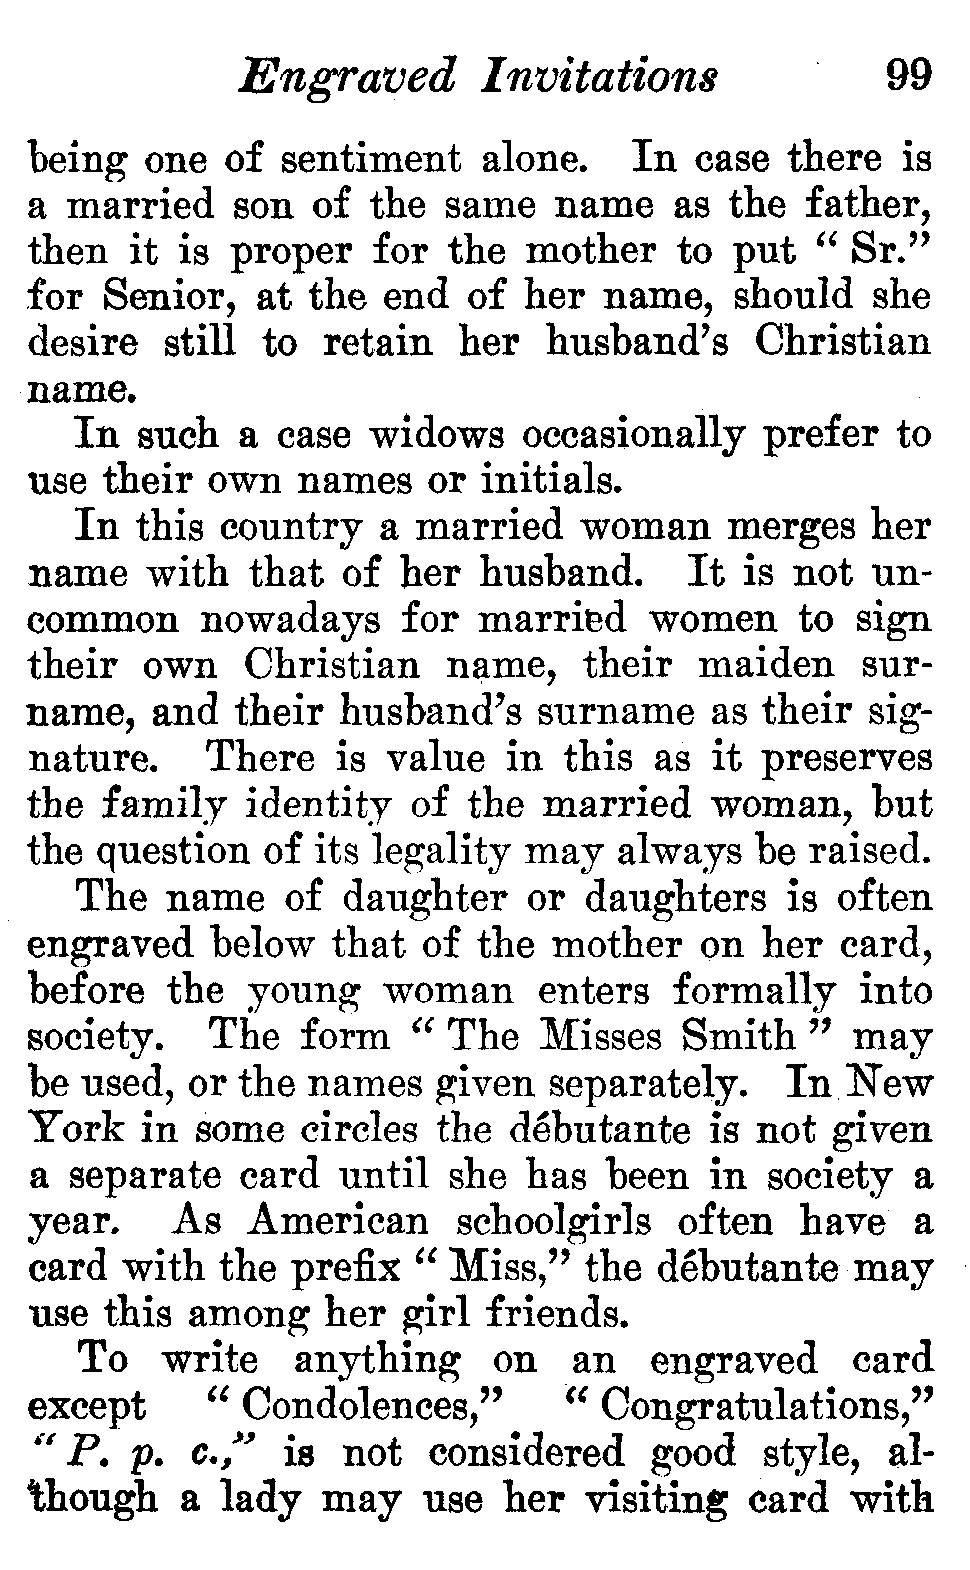 Engraved Invitations 99
being one of sentiment alone. In case there is
a married son of the same name as the father,
then it is proper for the mother to put " Sr."
for Senior, at the end of her name, should she
desire still to retain her husband's Christian
name.
In such a case widows occasionally prefer to
use their own names or initials.
In this country a married woman merges her
name with that of her husband. It is not un-
common nowadays for married women to sign
their own Christian name, their maiden sur-
name, and their husband's surname as their sig-
nature. There is value in this as it preserves
the family identity of the married woman, but
the question of its legality may always be raised.
The name of daughter or daughters is often
engraved below that of the mother on her card,
before the young woman enters formally into
society. The form " The Misses Smith " may
be used, or the names given separately. In New
York in some circles the débutante is not given
a separate card until she has been in society a
year. As American schoolgirls often have a
card with the prefix " Miss," the débutante may
use this among her girl friends.
To write anything on an engraved card
except " Condolences," " Congratulations,"
" P. p. c.," is not considered good style, al-
though a lady may use her visiting card with